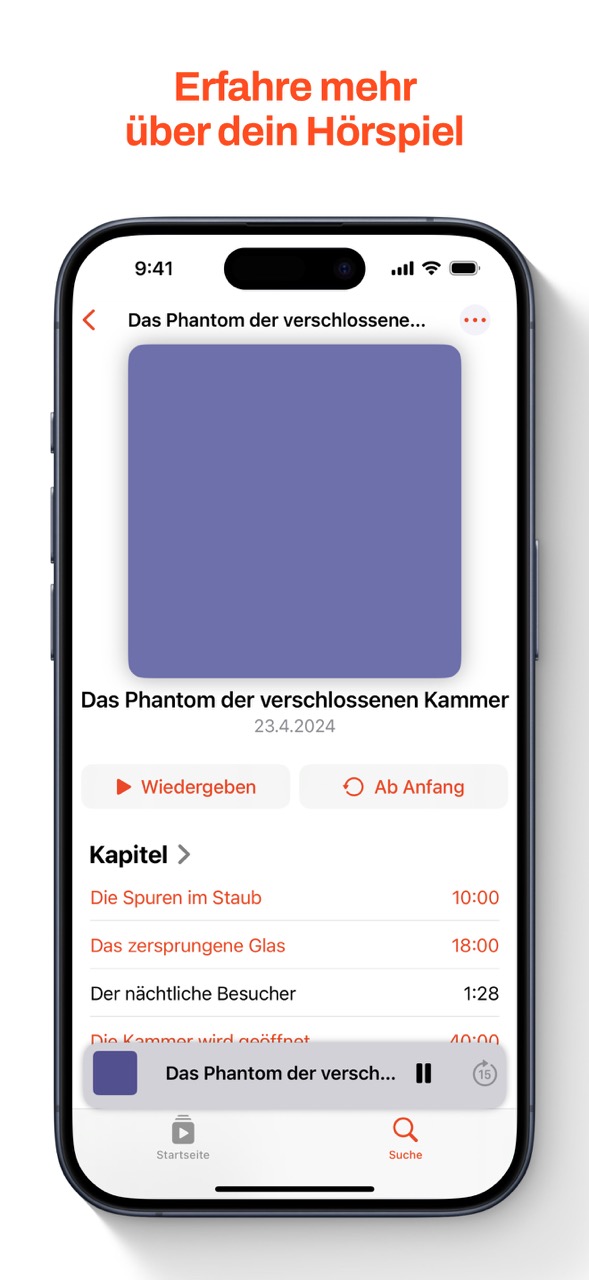 Erfahre mehr
über dein Hörspiel
9:41
Das Phantom der verschlossene...
Das Phantom der verschlossenen Kammer
23.4.2024
Wiedergeben
Ab Anfang
Kapitel
Die Spuren im Staub 10:00
Das zersprungene Glas 18:00
Der nächtliche Besucher 1:28
Die Kammer wird geöffnet 40:00
Das Phantom der versch...
15
Startseite
Suche